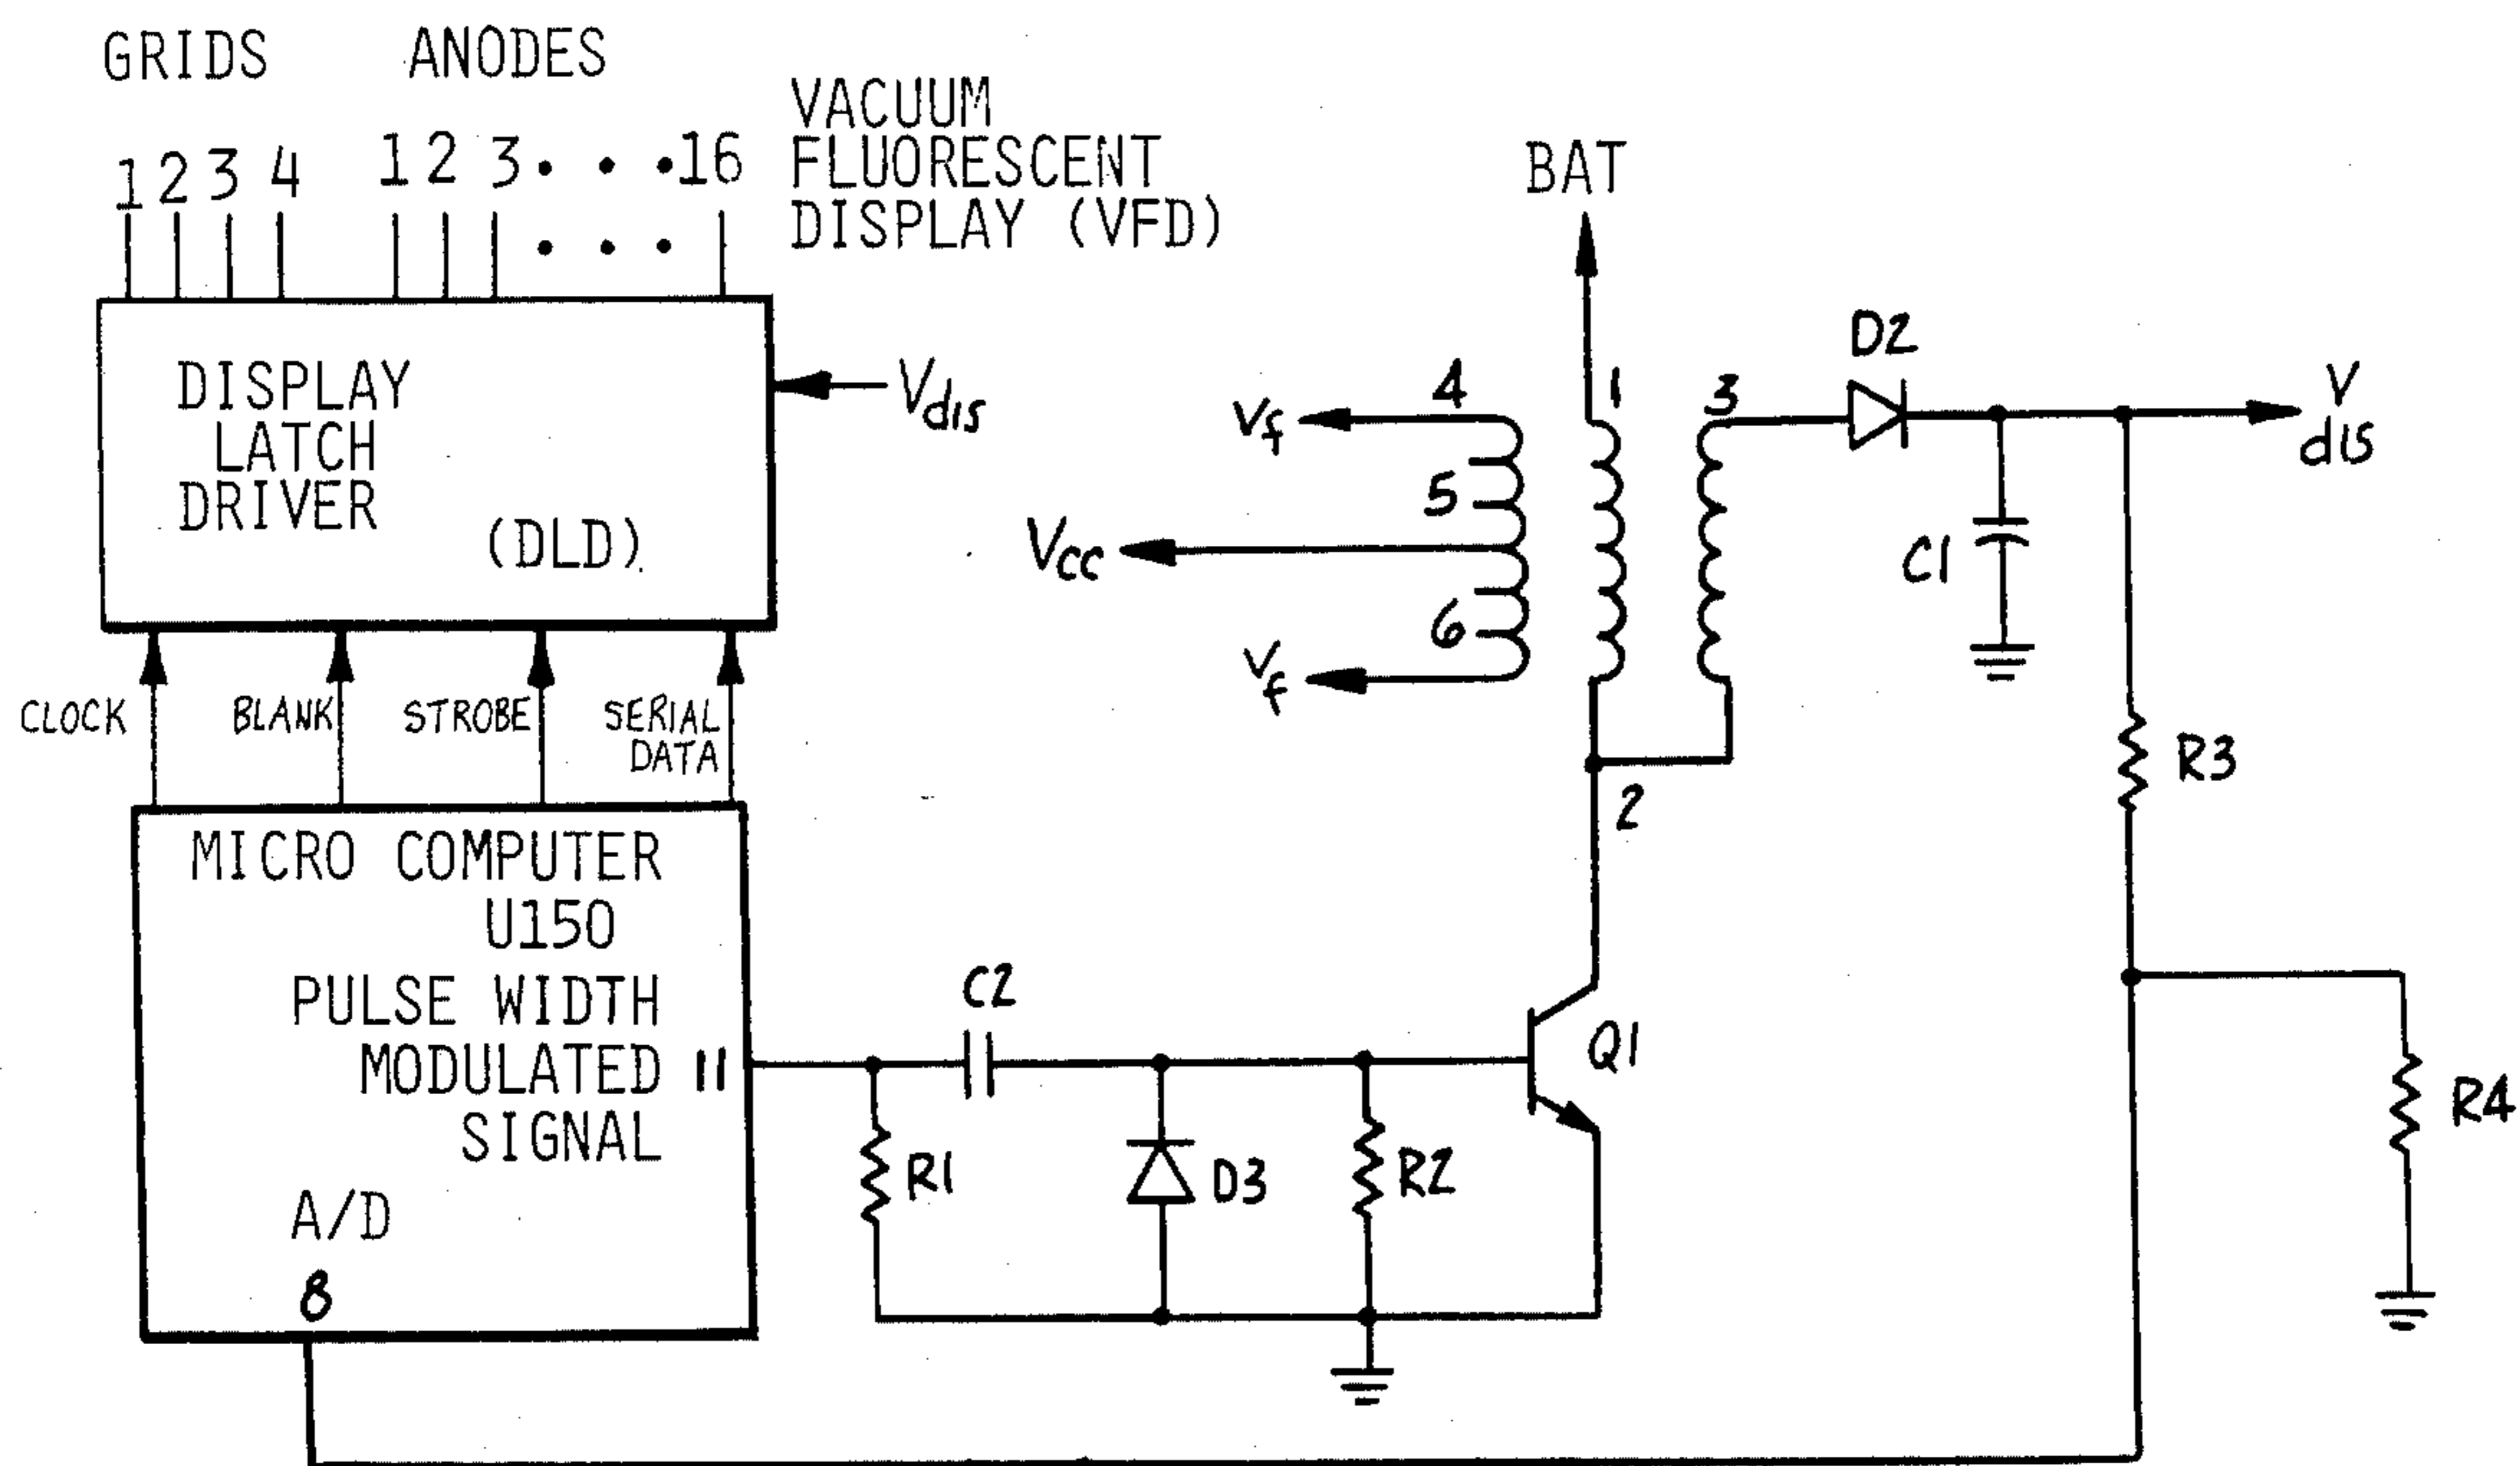 GRIDS
ANODES
1 2 3 4
1 2 3 . . . 16
VACUUM
FLUORESCENT
DISPLAY (VFD)
DISPLAY
LATCH
DRIVER
(DLD)
Vdis
CLOCK
BLANK
STROBE
SERIAL
DATA
MICRO COMPUTER
U150
PULSE WIDTH
MODULATED 11
SIGNAL
A/D
8
BAT
4
Vf
5
Vcc
6
Vf
1
3
2
D2
V
dis
C1
R3
C2
Q1
R1
D3
R2
R4